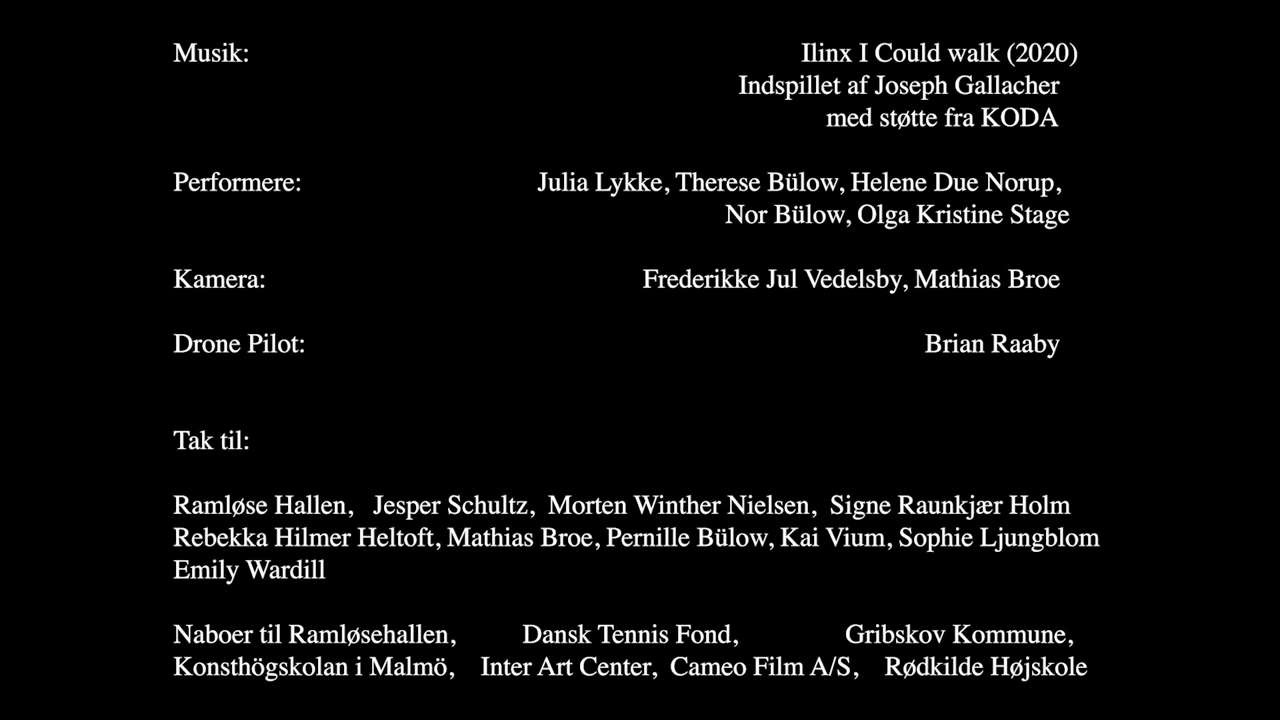 Musik: Ilinx I Could walk (2020)
Indspillet af Joseph Gallacher
med støtte fra KODA
Performere: Julia Lykke, Therese Bülow, Helene Due Norup,
Nor Bülow, Olga Kristine Stage
Kamera: Frederikke Jul Vedelsby, Mathias Broe
Drone Pilot: Brian Raaby
Tak til:
Ramløse Hallen, Jesper Schultz, Morten Winther Nielsen, Signe Raunkjær Holm
Rebekka Hilmer Heltoft, Mathias Broe, Pernille Bülow, Kai Vium, Sophie Ljungblom
Emily Wardill
Naboer til Ramløsehallen, Dansk Tennis Fond, Gribskov Kommune,
Konsthögskolan i Malmö, Inter Art Center, Cameo Film A/S, Rødkilde Højskole